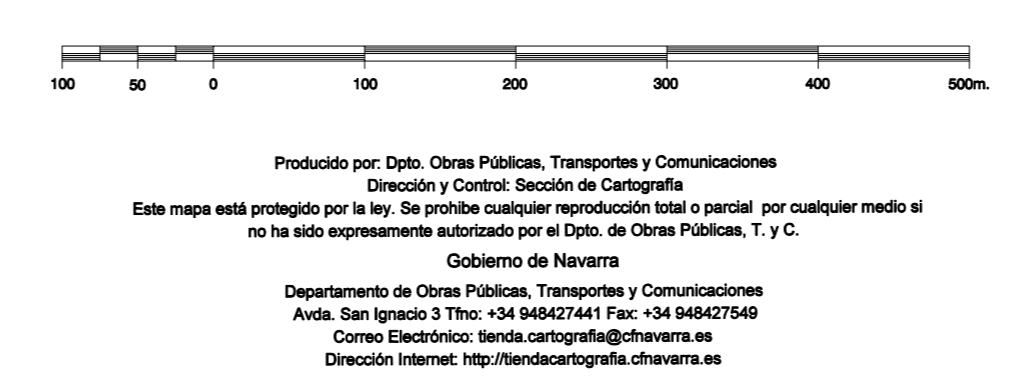 100 50 0 100 200 300 400 500m.
Producido por: Dpto. Obras Públicas, Transportes y Comunicaciones
Dirección y Control: Sección de Cartografía
Este mapa está protegido por la ley. Se prohibe cualquier reproducción total o parcial por cualquier medio si
no ha sido expresamente autorizado por el Dpto. de Obras Públicas, T. y C.
Gobierno de Navarra
Departamento de Obras Públicas, Transportes y Comunicaciones
Avda. San Ignacio 3 Tfno: +34 948427441 Fax: +34 948427549
Correo Electrónico: tienda.cartografia@cfnavarra.es
Dirección Internet: http://tiendacartografia.cfnavarra.es